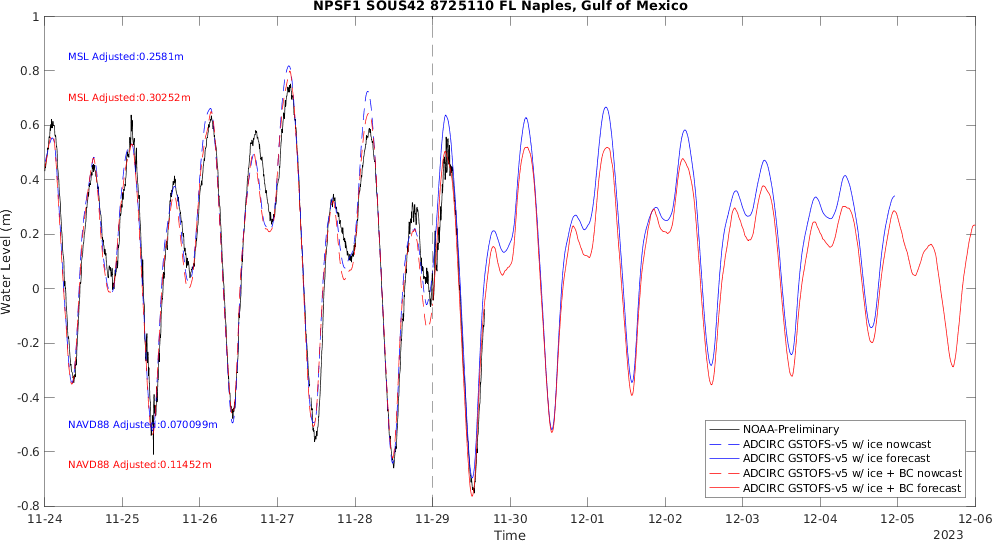 NPSF1 SOUS42 8725110 FL Naples, Gulf of Mexico
1
0.8
0.6
0.4
0.2
0
-0.2
-0.4
-0.6
-0.8
Water Level (m)
MSL Adjusted:0.2581m
MSL Adjusted:0.30252m
NAVD88 Adjusted:0.070099m
NAVD88 Adjusted:0.11452m
NOAA-Preliminary
ADCIRC GSTOFS-v5 w/ ice nowcast
ADCIRC GSTOFS-v5 w/ ice forecast
ADCIRC GSTOFS-v5 w/ ice + BC nowcast
ADCIRC GSTOFS-v5 w/ ice + BC forecast
11-24 11-25 11-26 11-27 11-28 11-29 11-30 12-01 12-02 12-03 12-04 12-05 12-06
Time
2023